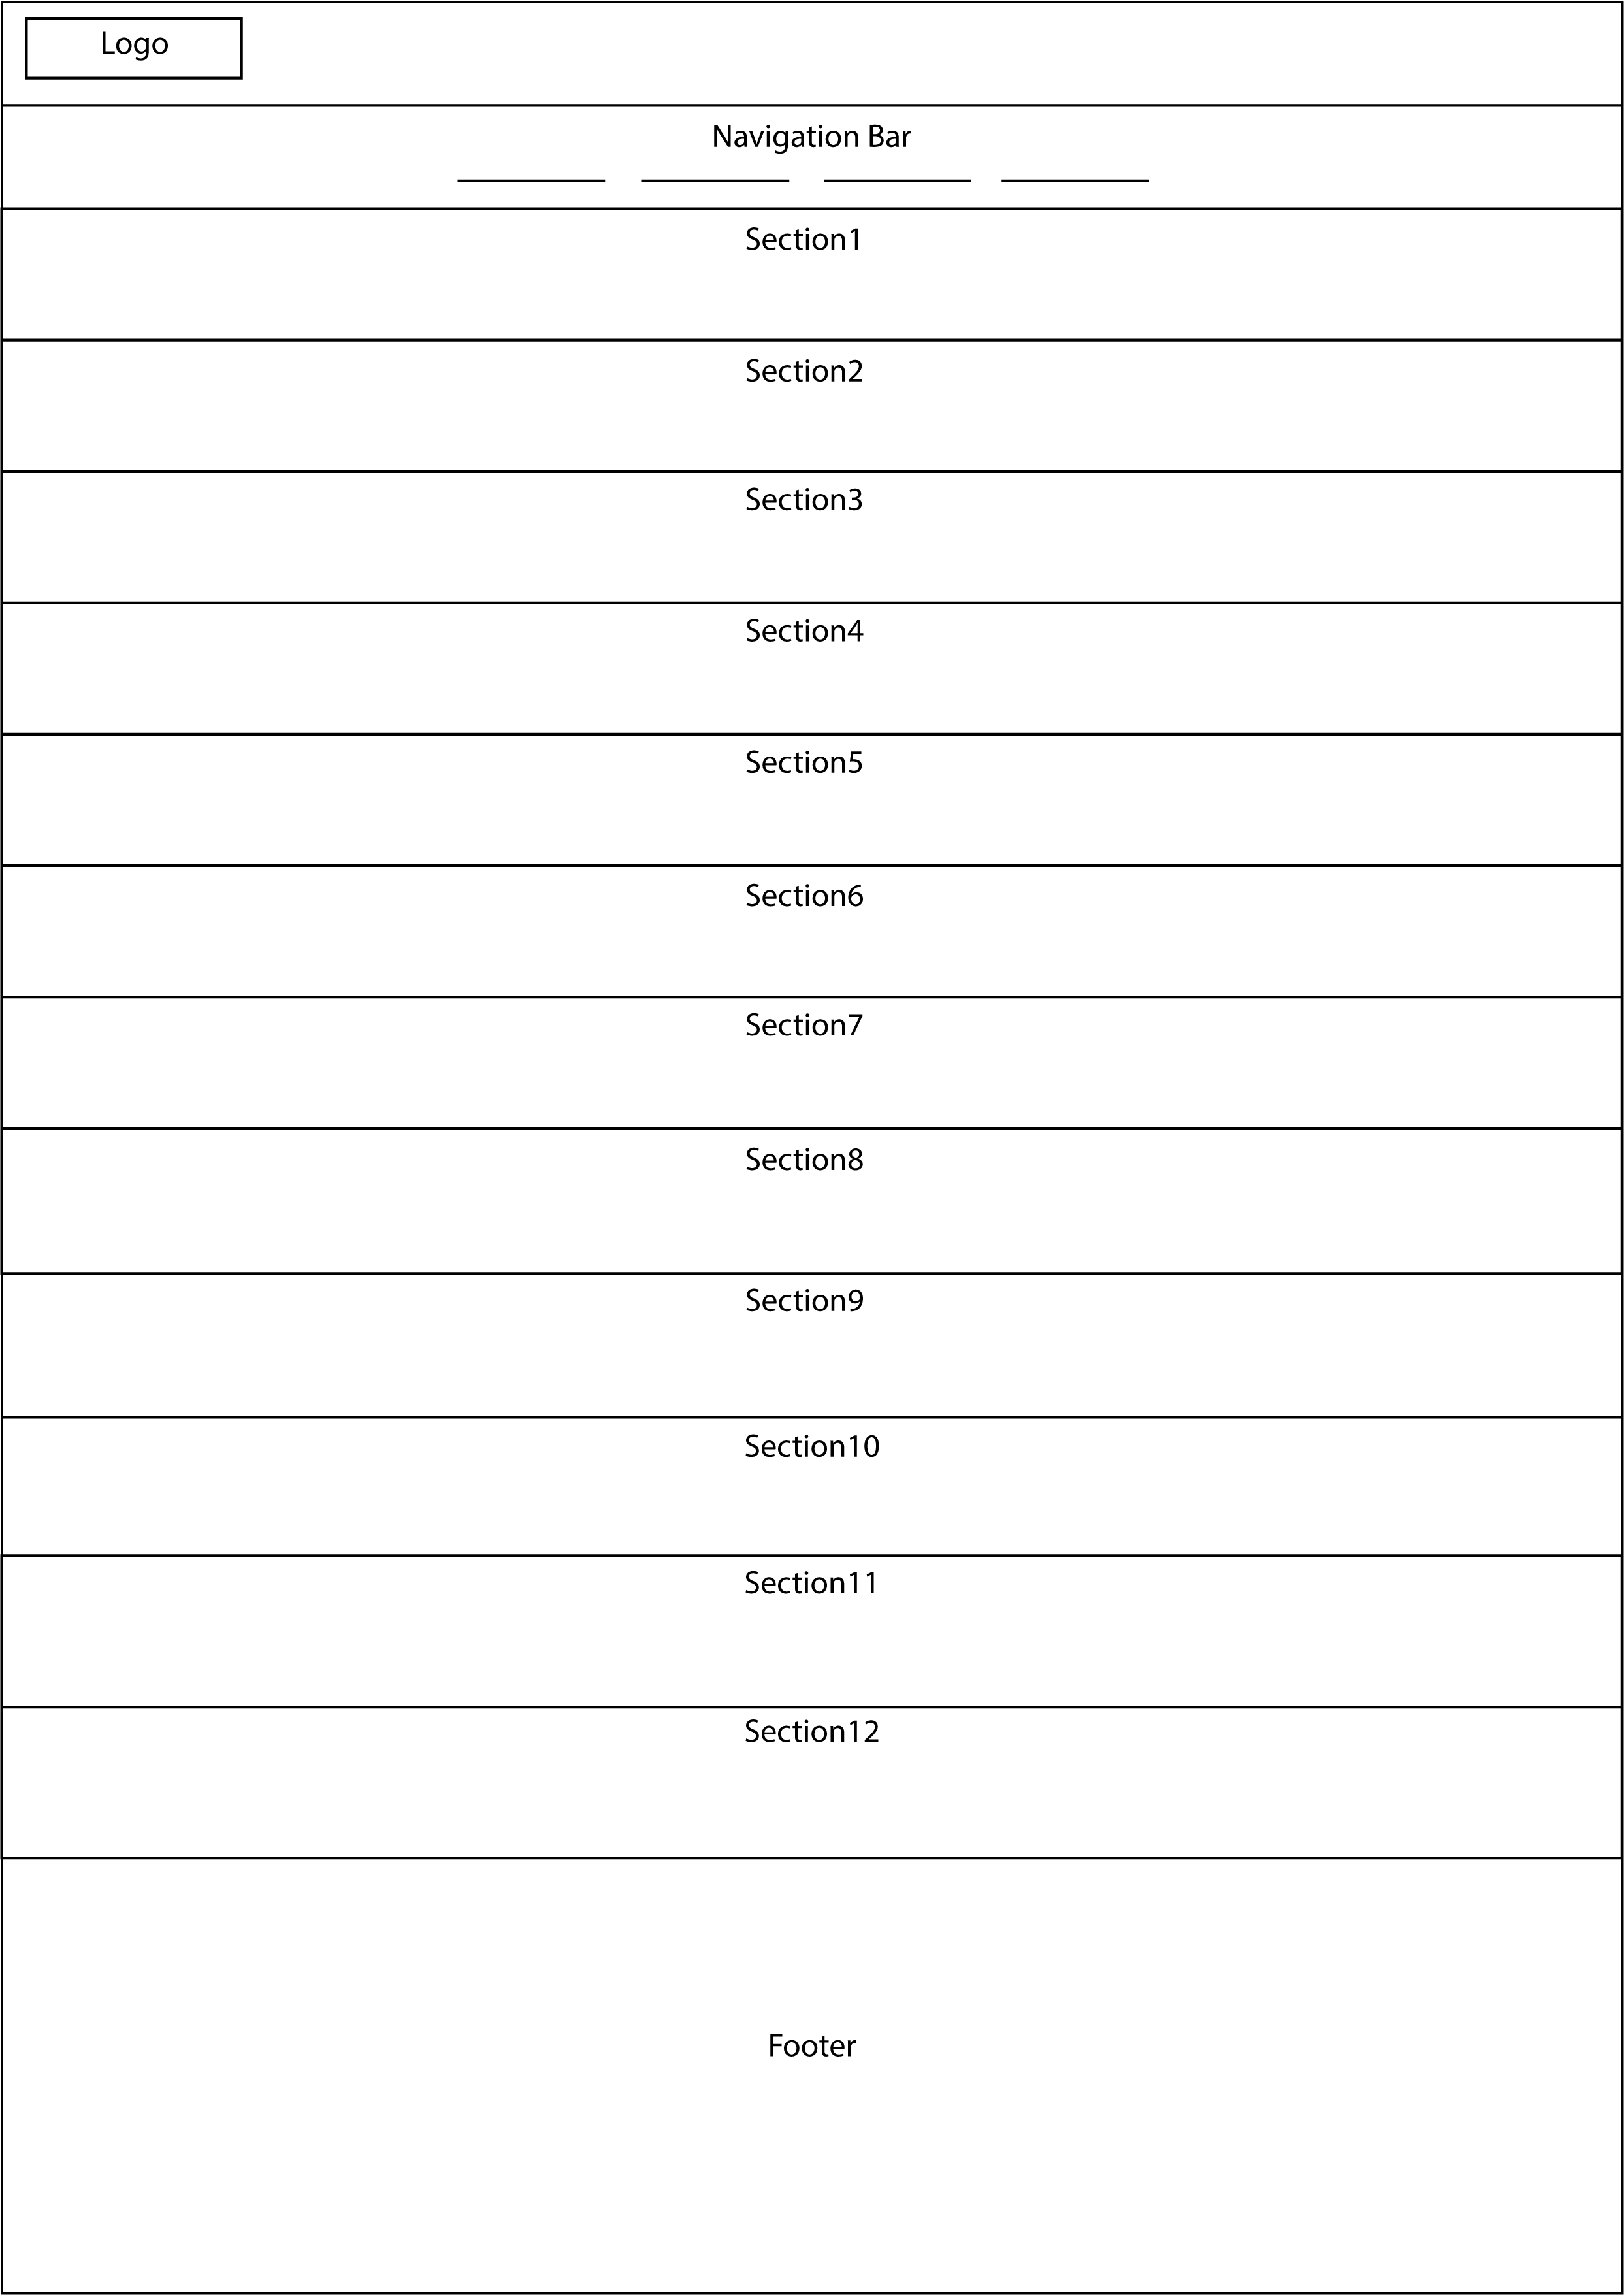 Logo
Navigation Bar
Section1
Section2
Section3
Section4
Section5
Section6
Section7
Section8
Section9
Section10
Section11
Section12
Footer